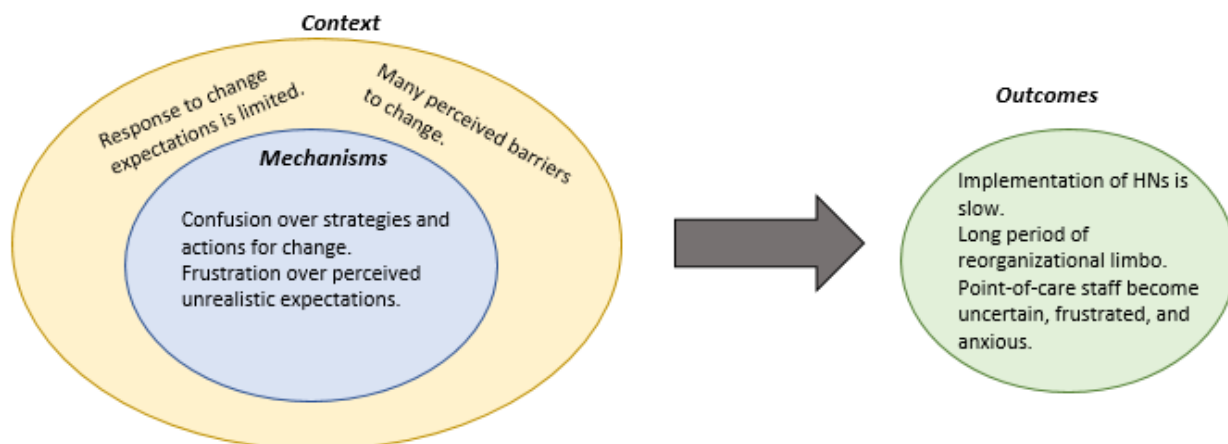 Context
Response to change
expectations is limited.
Many perceived barriers
to change.
Mechanisms
Confusion over strategies and
actions for change.
Frustration over perceived
unrealistic expectations.
Outcomes
Implementation of HNs is
slow.
Long period of
reorganizational limbo.
Point-of-care staff become
uncertain, frustrated, and
anxious.